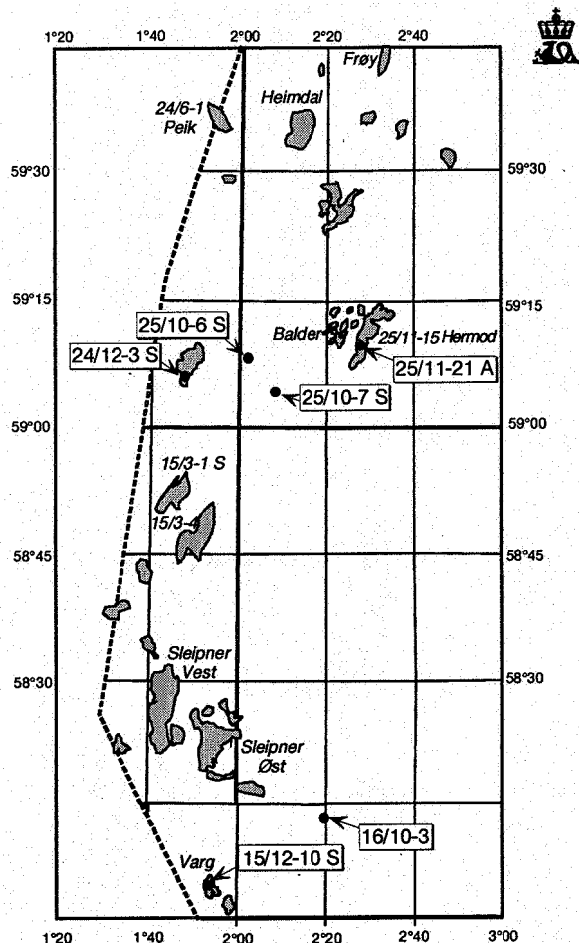 1°20 1°40 2°00 2°20 2°40 3°00
Frøy
24/6-1
Peik
Heimdal
59°30 59°30
59°15 59°15
25/10-6 S
Balder
25/11-15 Hermod
24/12-3 S
25/11-21 A
25/10-7 S
59°00 59°00
15/3-1 S
15/3-4
58°45 58°45
Sleipner
Vest
58°30 58°30
Sleipner
Øst
16/10-3
Varg
15/12-10 S
1°20 1°40 2°00 2°20 2°40 3°00